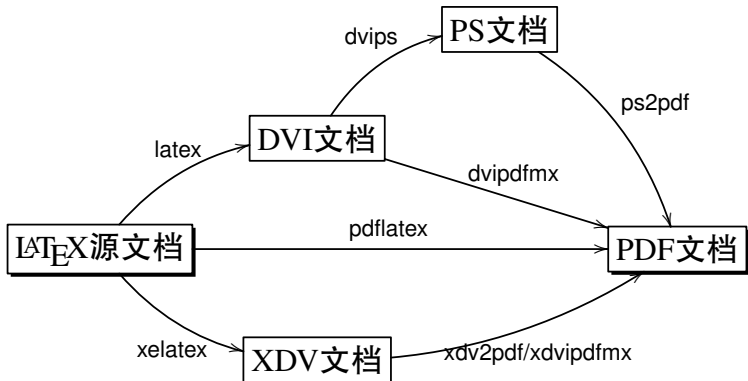 dvips
PS文档
ps2pdf
latex
DVI文档
dvipdfmx
LATEX源文档
pdflatex
PDF文档
xelatex
XDV文档
xdv2pdf/xdvipdfmx